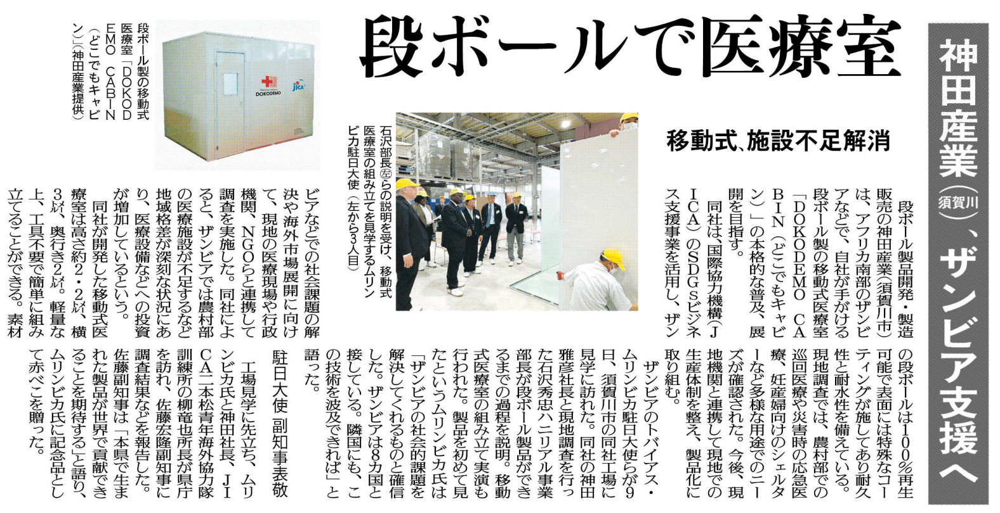 神田産業(須賀川)、ザンビア支援へ
段ボールで医療室
移動式、施設不足解消
段ボール製品開発・製造
販売の神田産業(須賀川市)
は、アフリカ南部のザンビ
アなどで、自社が手がける
段ボール製の移動式医療室
「DOKODEMO CA
BIN(どこでもキャビ
ン)」の本格的な普及、展
開を目指す。
同社は、国際協力機構(J
ICA)のSDGsビジネ
ス支援事業を活用し、ザン
ビアなどでの社会課題の解
決や海外市場展開に向け
て、現地の医療現場や行政
機関、NGOらと連携して
調査を実施した。同社によ
ると、ザンビアでは農村部
の医療施設が不足するなど
地域格差が深刻な状況にあ
り、医療設備などへの投資
が増加しているという。
同社が開発した移動式医
療室は高さ約2・2㍍、横
3㍍、奥行き2㍍。軽量な
上、工具不要で簡単に組み
立てることができる。素材
の段ボールは100%再生
可能で表面には特殊なコー
ティングが施してあり耐久
性と耐水性を備えている。
現地調査では、農村部での
巡回医療や災害時の応急医
療、妊産婦向けのシェルタ
ーなど多様な用途でのニー
ズが確認された。今後、現
地機関と連携して現地での
生産体制を整え、製品化に
取り組む。
ザンビアのトバイアス・
ムリンビカ駐日大使らが9
日、須賀川市の同社工場に
見学に訪れた。同社の神田
雅彦社長と現地調査を行っ
た石沢秀忠ハニリアル事業
部長が段ボール製品ができ
るまでの過程を説明。移動
式医療室の組み立て実演も
行われた。製品を初めて見
たというムリンビカ氏は
「ザンビアの社会的課題を
解決してくれるものと確信
した。ザンビアは8カ国と
接している。隣国にも、こ
の技術を波及できれば」と
語った。
駐日大使 副知事表敬
工場見学に先立ち、ムリ
ンビカ氏と神田社長、JI
CA二本松青年海外協力隊
訓練所の柳竜也所長が県庁
を訪れ、佐藤宏隆副知事に
調査結果などを報告した。
佐藤副知事は「本県で生ま
れた製品が世界で貢献でき
ることを期待する」と語り、
ムリンビカ氏に記念品とし
て赤べこを贈った。
石沢部長㊧らの説明を受け、移動式
医療室の組み立てを見学するムリン
ビカ駐日大使(左から3人目)
段ボール製の移動式
医療室「DOKOD
EMO CABIN
(どこでもキャビ
ン)」(神田産業提供)
DOKODEMO
jICA